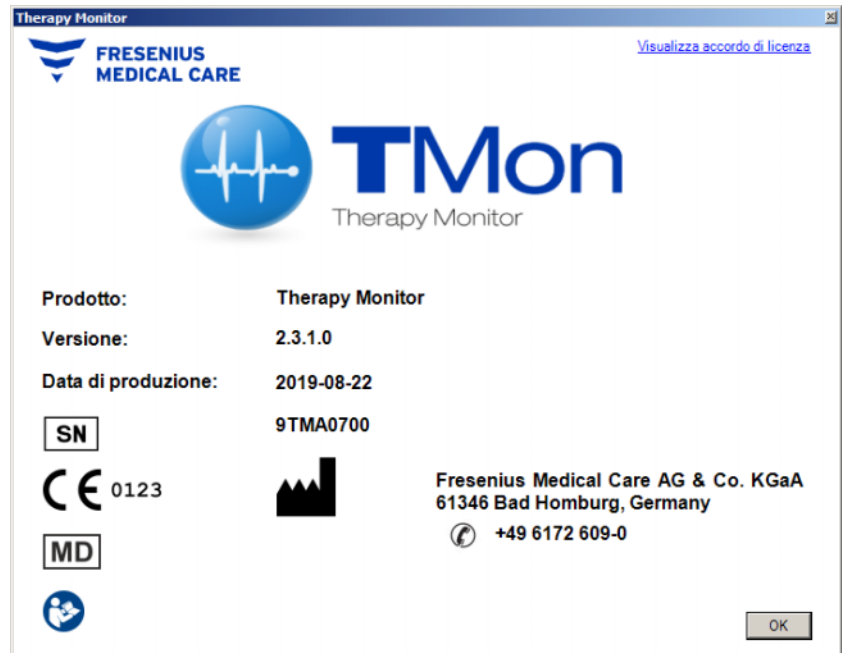 Therapy Monitor
FRESENIUS
MEDICAL CARE
Visualizza accordo di licenza
TMon
Therapy Monitor
Prodotto: Therapy Monitor
Versione: 2.3.1.0
Data di produzione: 2019-08-22
SN 9TMA0700
CE 0123
Fresenius Medical Care AG & Co. KGaA
61346 Bad Homburg, Germany
+49 6172 609-0
MD
OK